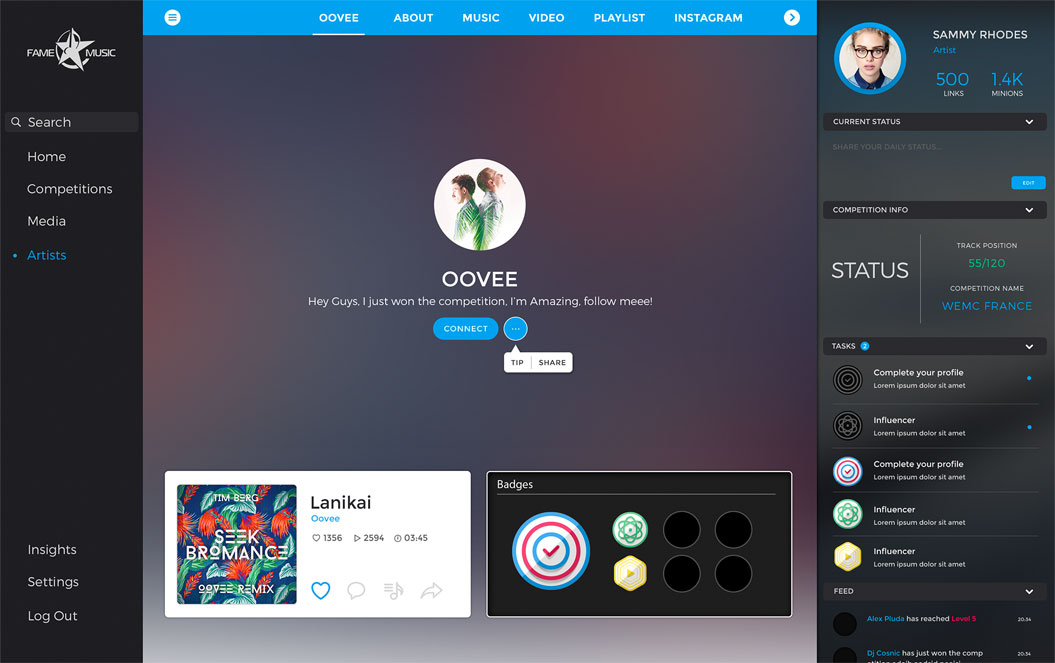 FAME MUSIC
Search
Home
Competitions
Media
Artists
Insights
Settings
Log Out
OOVEE ABOUT MUSIC VIDEO PLAYLIST INSTAGRAM
OOVEE
Hey Guys, I just won the competition, I'm Amazing, follow meee!
CONNECT ...
TIP SHARE
TIM BERG
SEEK
BROMANCE
OOVEE REMIX
Lanikai
Oovee
1356 2594 03:45
Badges
SAMMY RHODES
Artist
500 1.4K
LINKS MINIONS
CURRENT STATUS
SHARE YOUR DAILY STATUS...
EDIT
COMPETITION INFO
STATUS
TRACK POSITION
55/120
COMPETITION NAME
WEMC FRANCE
TASKS 2
Complete your profile
Lorem ipsum dolor sit amet
Influencer
Lorem ipsum dolor sit amet
Complete your profile
Lorem ipsum dolor sit amet
Influencer
Lorem ipsum dolor sit amet
Influencer
Lorem ipsum dolor sit amet
FEED
Alex Pluda has reached Level 5 20:34
Dj Cosnic has just won the comp 20:34